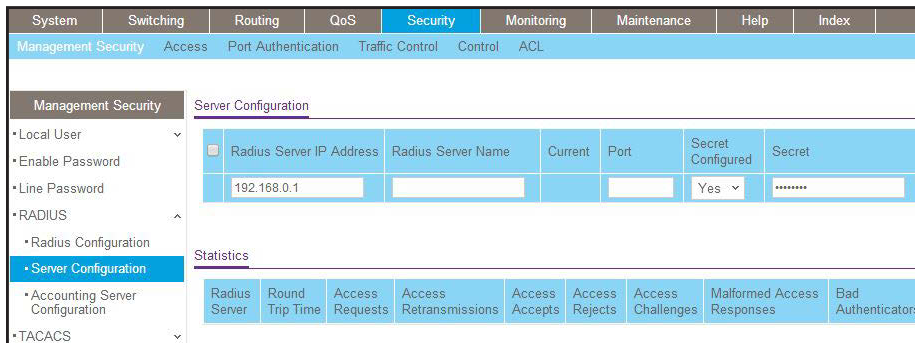 System Switching Routing QoS Security Monitoring Maintenance Help Index
Management Security Access Port Authentication Traffic Control Control ACL
Management Security
Local User
Enable Password
Line Password
RADIUS
Radius Configuration
Server Configuration
Accounting Server
Configuration
TACACS
Server Configuration
Radius Server IP Address Radius Server Name Current Port Secret Configured Secret
192.168.0.1 Yes ••••••••
Statistics
Radius Server Round Trip Time Access Requests Access Retransmissions Access Accepts Access Rejects Access Challenges Malformed Access Responses Bad Authenticators